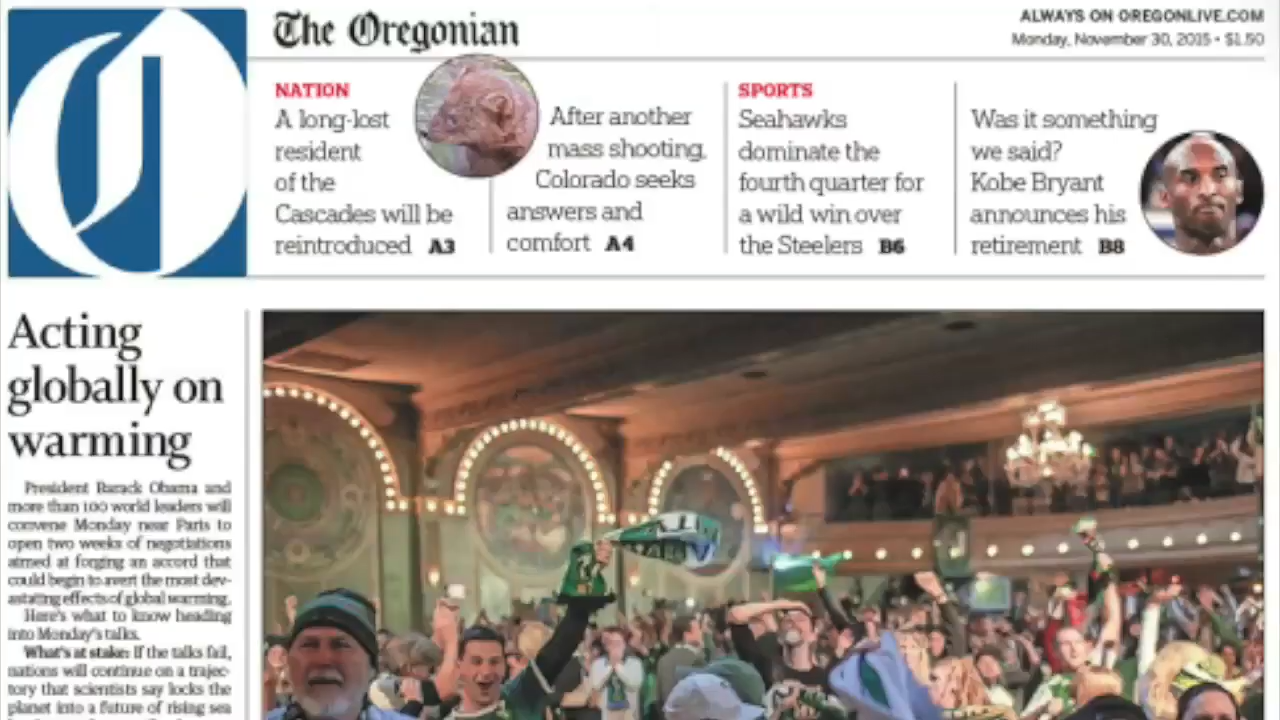 The Oregonian
ALWAYS ON OREGONLIVE.COM
Monday, November 30, 2015 • $1.50
NATION
A long-lost
resident
of the
Cascades will be
reintroduced A3
After another
mass shooting,
Colorado seeks
answers and
comfort A4
SPORTS
Seahawks
dominate the
fourth quarter for
a wild win over
the Steelers B6
Was it something
we said?
Kobe Bryant
announces his
retirement B8
Acting
globally on
warming
President Barack Obama and
more than 100 world leaders will
convene Monday near Paris to
open two weeks of negotiations
aimed at forging an accord that
could begin to avert the most dev-
astating effects of global warming.
Here's what to know heading
into Monday's talks.
What's at stake: If the talks fail,
nations will continue on a trajec-
tory that scientists say locks the
planet into a future of rising sea